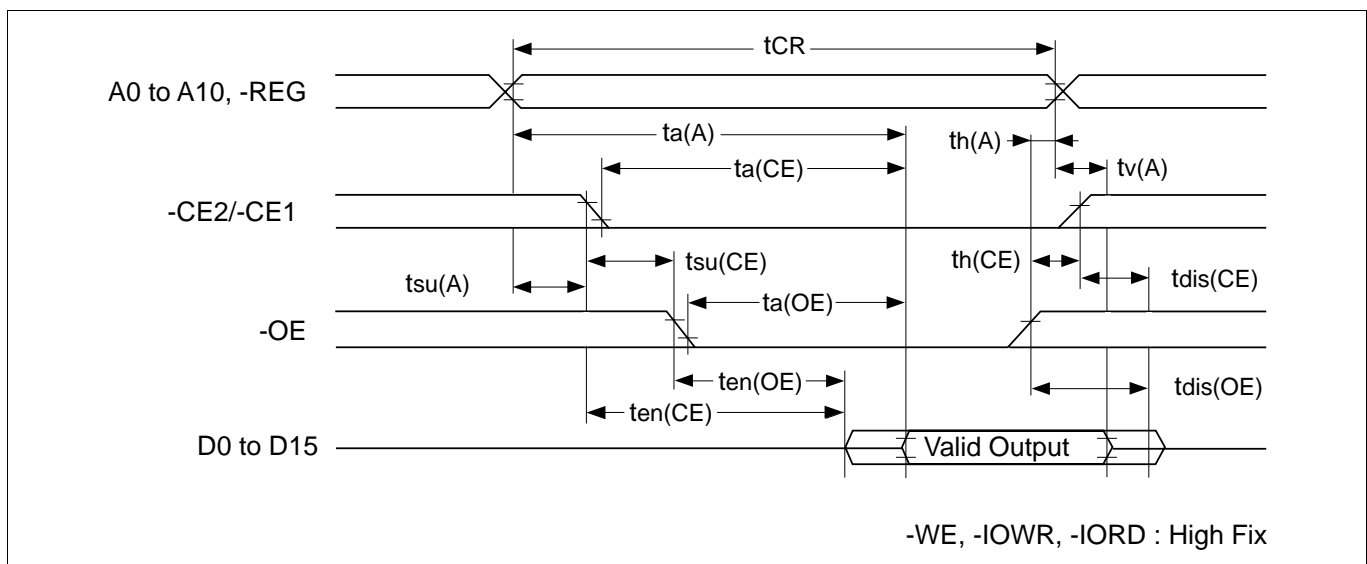 tCR
A0 to A10, -REG
ta(A)
th(A)
ta(CE)
tv(A)
-CE2/-CE1
tsu(CE)
th(CE)
tsu(A)
tdis(CE)
ta(OE)
-OE
ten(OE)
tdis(OE)
ten(CE)
D0 to D15
Valid Output
-WE, -IOWR, -IORD : High Fix